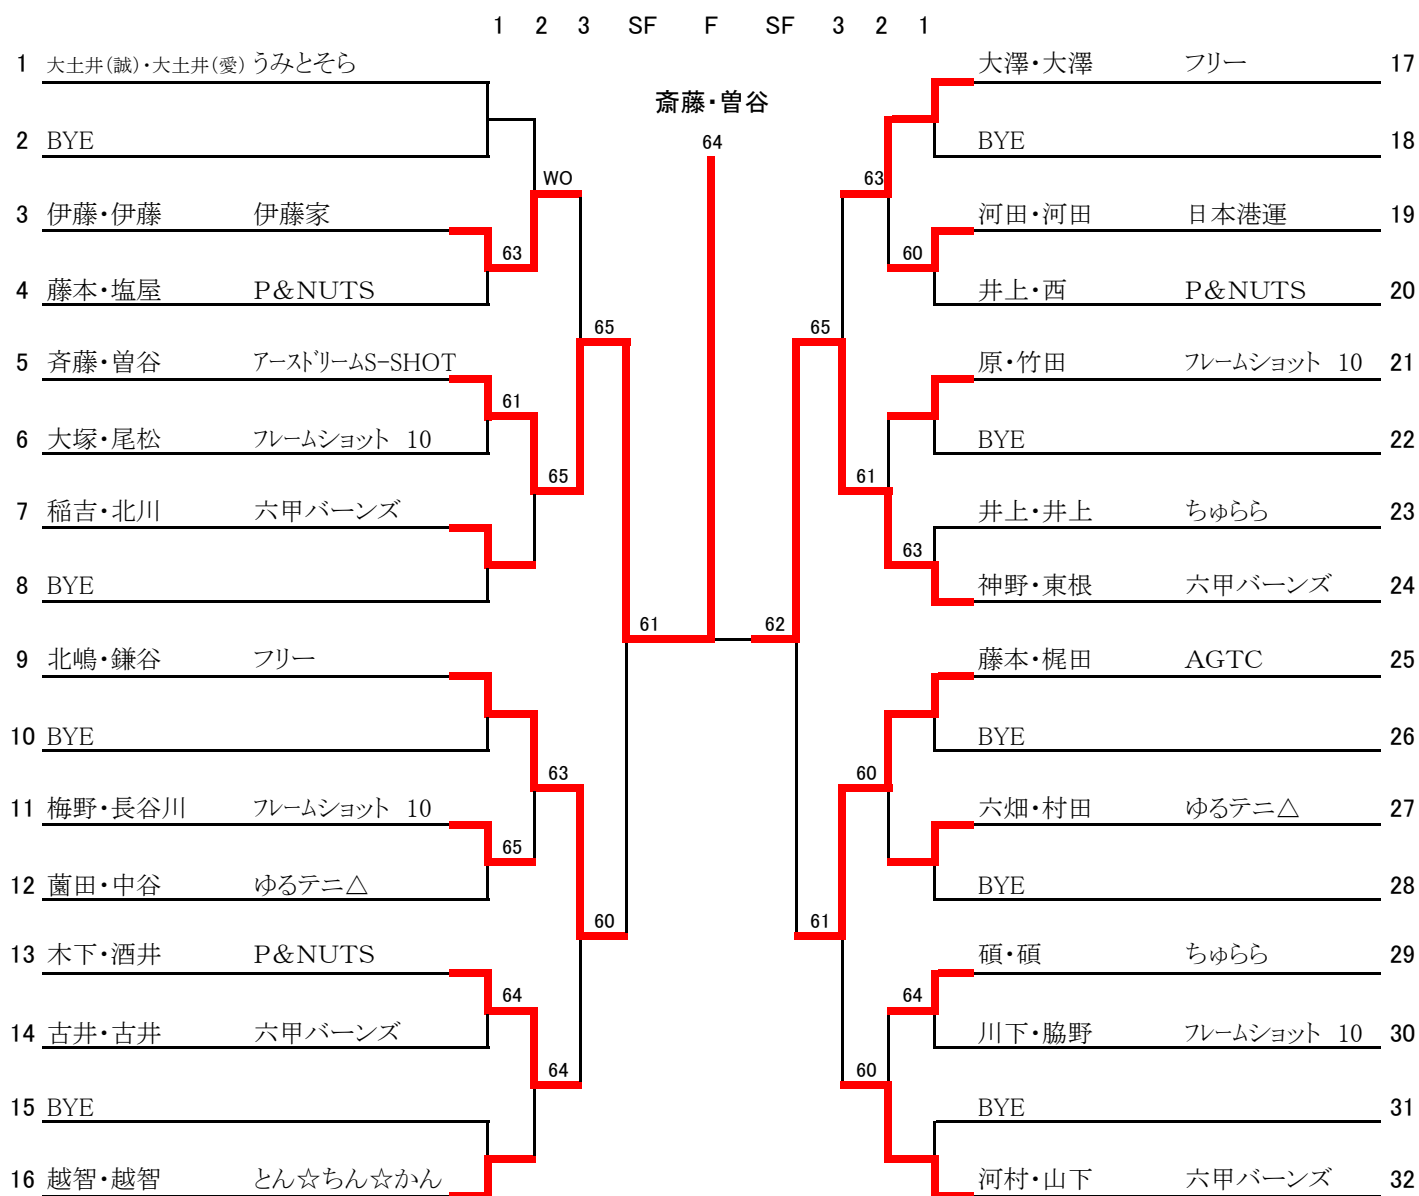 1 2 3 SF F SF 3 2 1
1 大土井(誠)・大土井(愛) うみとそら
大澤・大澤 フリー 17
斎藤・曽谷
2 BYE
64
BYE 18
WO
63
3 伊藤・伊藤 伊藤家
河田・河田 日本港運 19
63
60
4 藤本・塩屋 P&NUTS
井上・西 P&NUTS 20
65
65
5 斉藤・曽谷 アースドリームS-SHOT
原・竹田 フレームショット 10 21
61
6 大塚・尾松 フレームショット 10
BYE 22
65
61
7 稲吉・北川 六甲バーンズ
井上・井上 ちゅらら 23
63
8 BYE
神野・東根 六甲バーンズ 24
61
62
9 北嶋・鎌谷 フリー
藤本・梶田 AGTC 25
10 BYE
BYE 26
63
60
11 梅野・長谷川 フレームショット 10
六畑・村田 ゆるテニ△ 27
65
12 薗田・中谷 ゆるテニ△
BYE 28
60
61
13 木下・酒井 P&NUTS
碩・碩 ちゅらら 29
64
64
14 古井・古井 六甲バーンズ
川下・脇野 フレームショット 10 30
64
60
15 BYE
BYE 31
16 越智・越智 とん☆ちん☆かん
河村・山下 六甲バーンズ 32